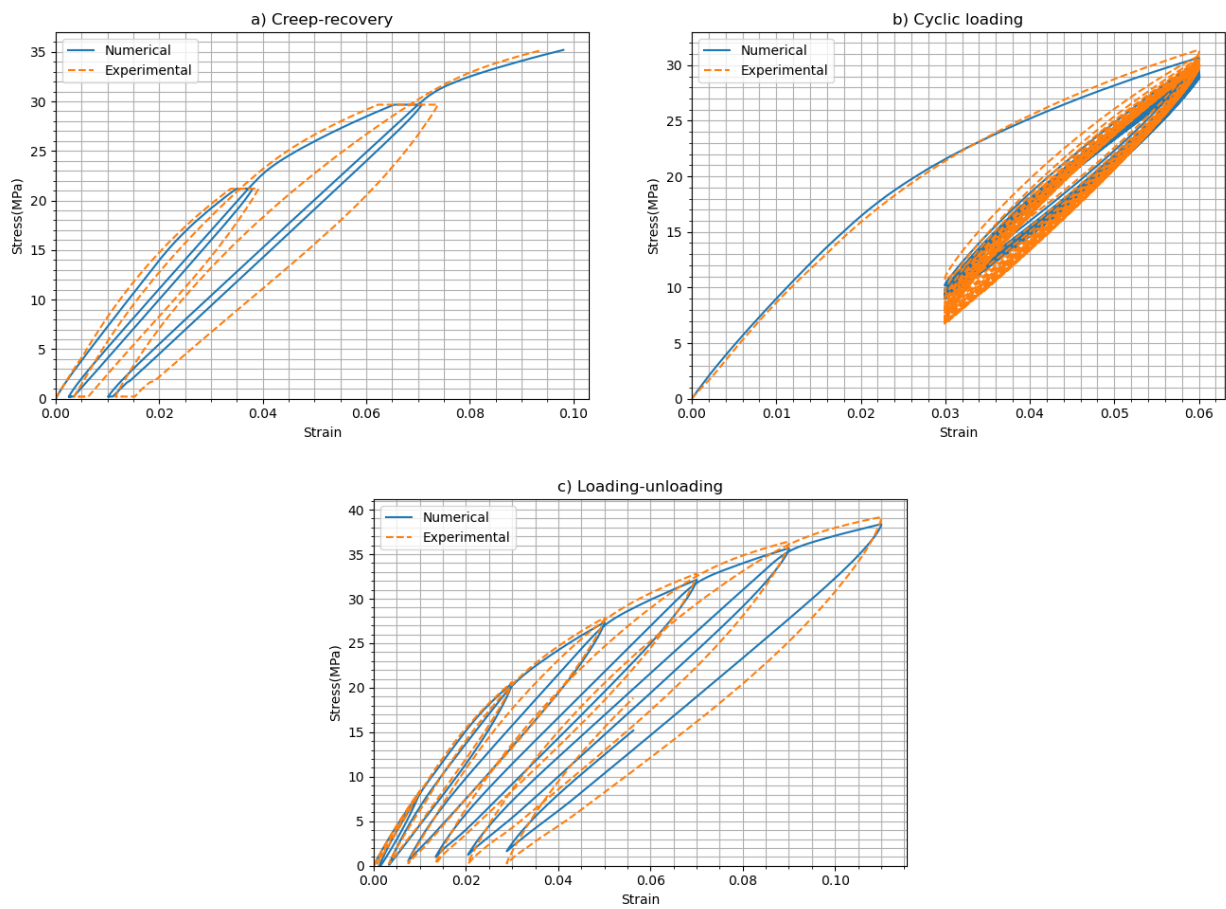 a) Creep-recovery
Numerical
Experimental
35
30
25
20
15
10
5
0
Stress(MPa)
0.00
0.02
0.04
0.06
0.08
0.10
Strain
b) Cyclic loading
Numerical
Experimental
30
25
20
15
10
5
0
Stress(MPa)
0.00
0.01
0.02
0.03
0.04
0.05
0.06
Strain
c) Loading-unloading
Numerical
Experimental
40
35
30
25
20
15
10
5
0
Stress(MPa)
0.00
0.02
0.04
0.06
0.08
0.10
Strain